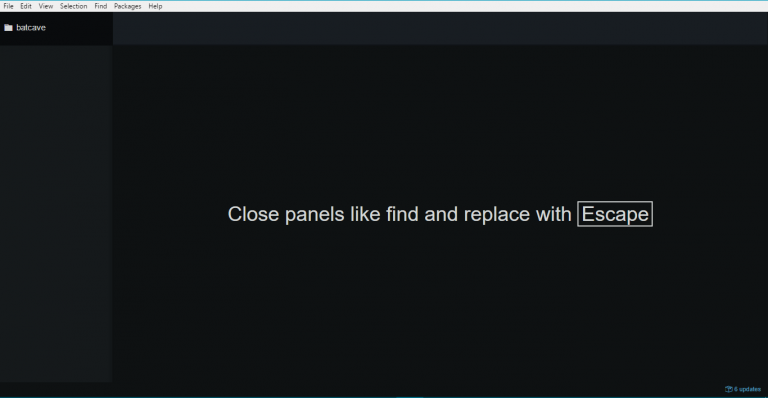 File Edit View Selection Find Packages Help
batcave
Close panels like find and replace with Escape
6 updates